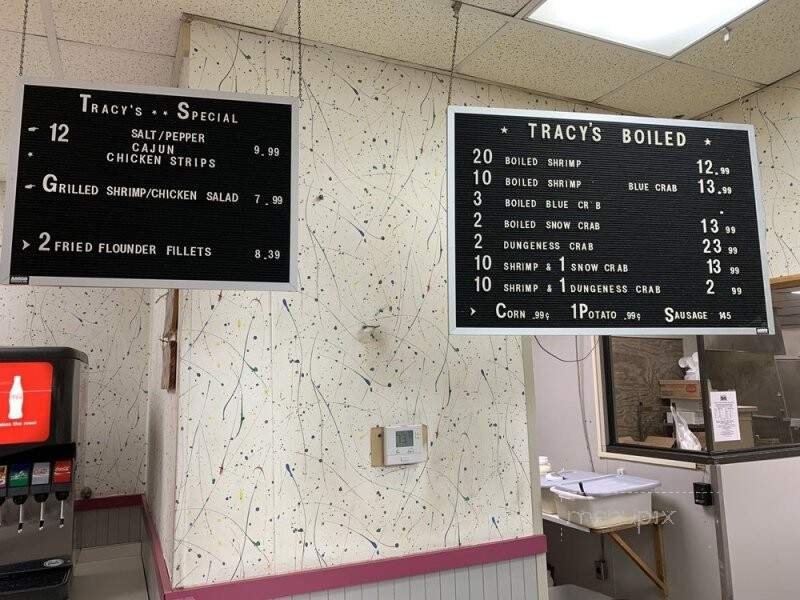 TRACY'S ** SPECIAL
12 SALT/PEPPER
CAJUN 9.99
CHICKEN STRIPS
GRILLED SHRIMP/CHICKEN SALAD 7.99
2 FRIED FLOUNDER FILLETS 8.39
* TRACY'S BOILED *
20 BOILED SHRIMP 12.99
10 BOILED SHRIMP BLUE CRAB 13.99
3 BOILED BLUE CR B
2 BOILED SNOW CRAB 13 99
2 DUNGENESS CRAB 23 99
10 SHRIMP & 1 SNOW CRAB 13 99
10 SHRIMP & 1 DUNGENESS CRAB 2 99
CORN .99¢ 1 POTATO .99¢ SAUSAGE 145
menupix